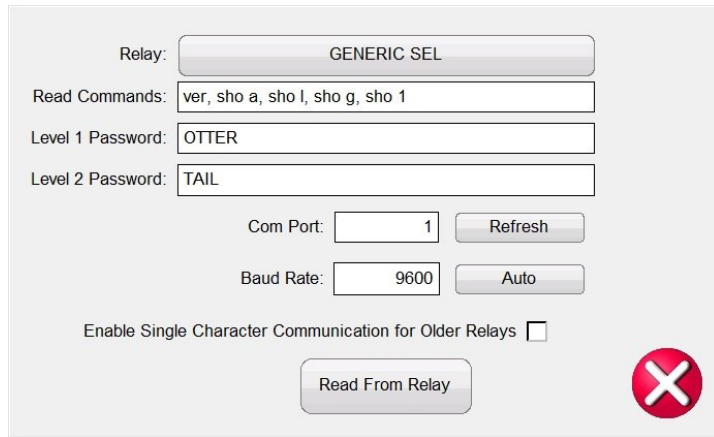 Relay: GENERIC SEL
Read Commands: ver, sho a, sho l, sho g, sho 1
Level 1 Password: OTTER
Level 2 Password: TAIL
Com Port: 1 Refresh
Baud Rate: 9600 Auto
Enable Single Character Communication for Older Relays
Read From Relay